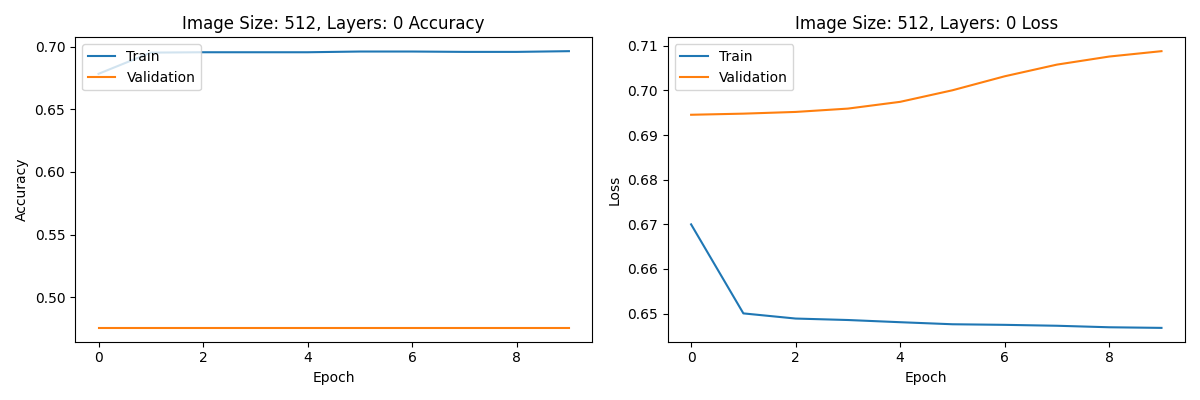 Image Size: 512, Layers: 0 Accuracy
Train
Validation
0.70
0.65
0.60
0.55
0.50
Accuracy
0 2 4 6 8
Epoch
Image Size: 512, Layers: 0 Loss
Train
Validation
0.71
0.70
0.69
0.68
0.67
0.66
0.65
Loss
0 2 4 6 8
Epoch